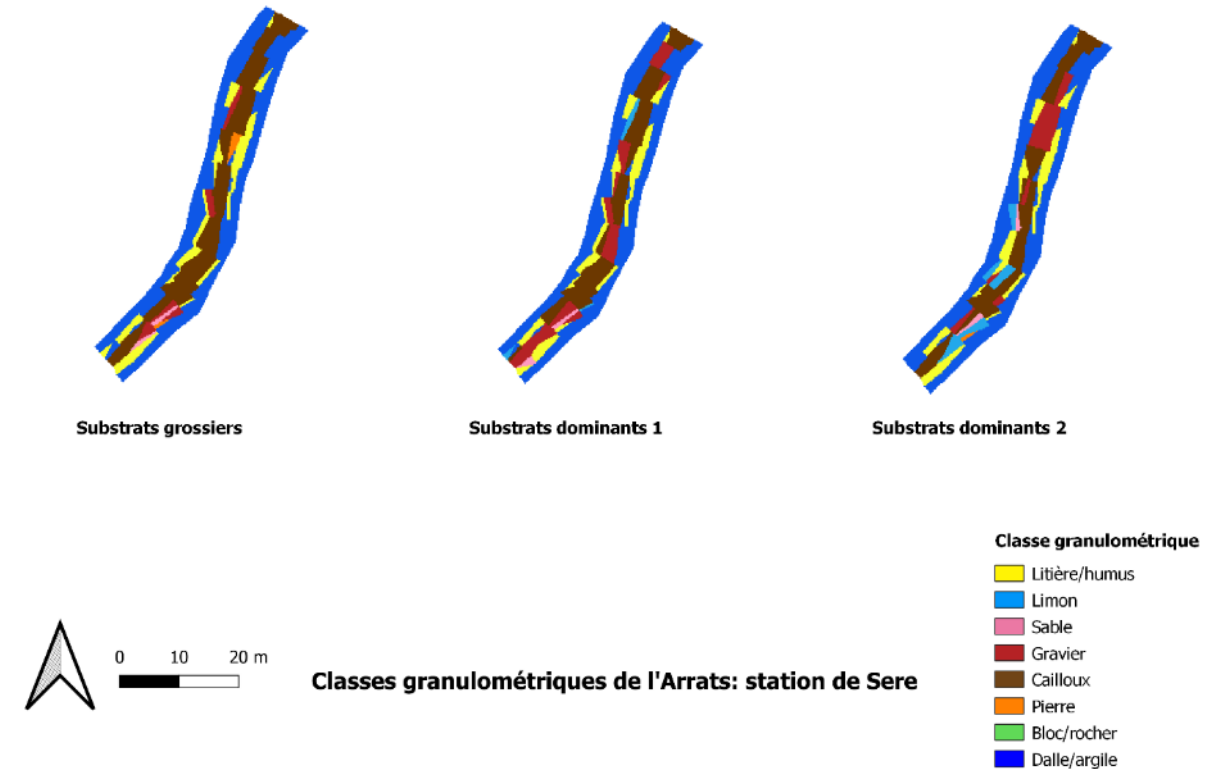 Substrats grossiers
Substrats dominants 1
Substrats dominants 2
Classe granulométrique
Litière/humus
Limon
Sable
Gravier
Cailloux
Pierre
Bloc/rocher
Dalle/argile
0 10 20 m
Classes granulométriques de l'Arrats: station de Sere